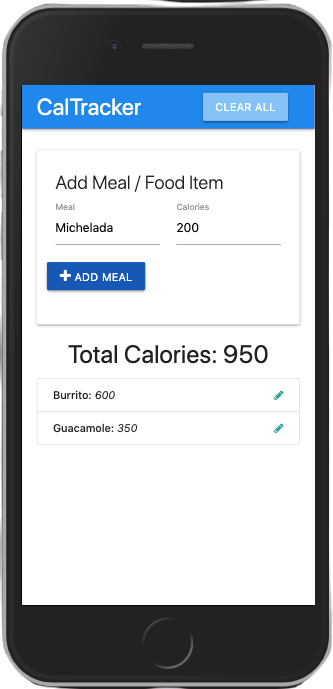 CalTracker CLEAR ALL
Add Meal / Food Item
Meal Calories
Michelada 200
ADD MEAL
Total Calories: 950
Burrito: 600
Guacamole: 350